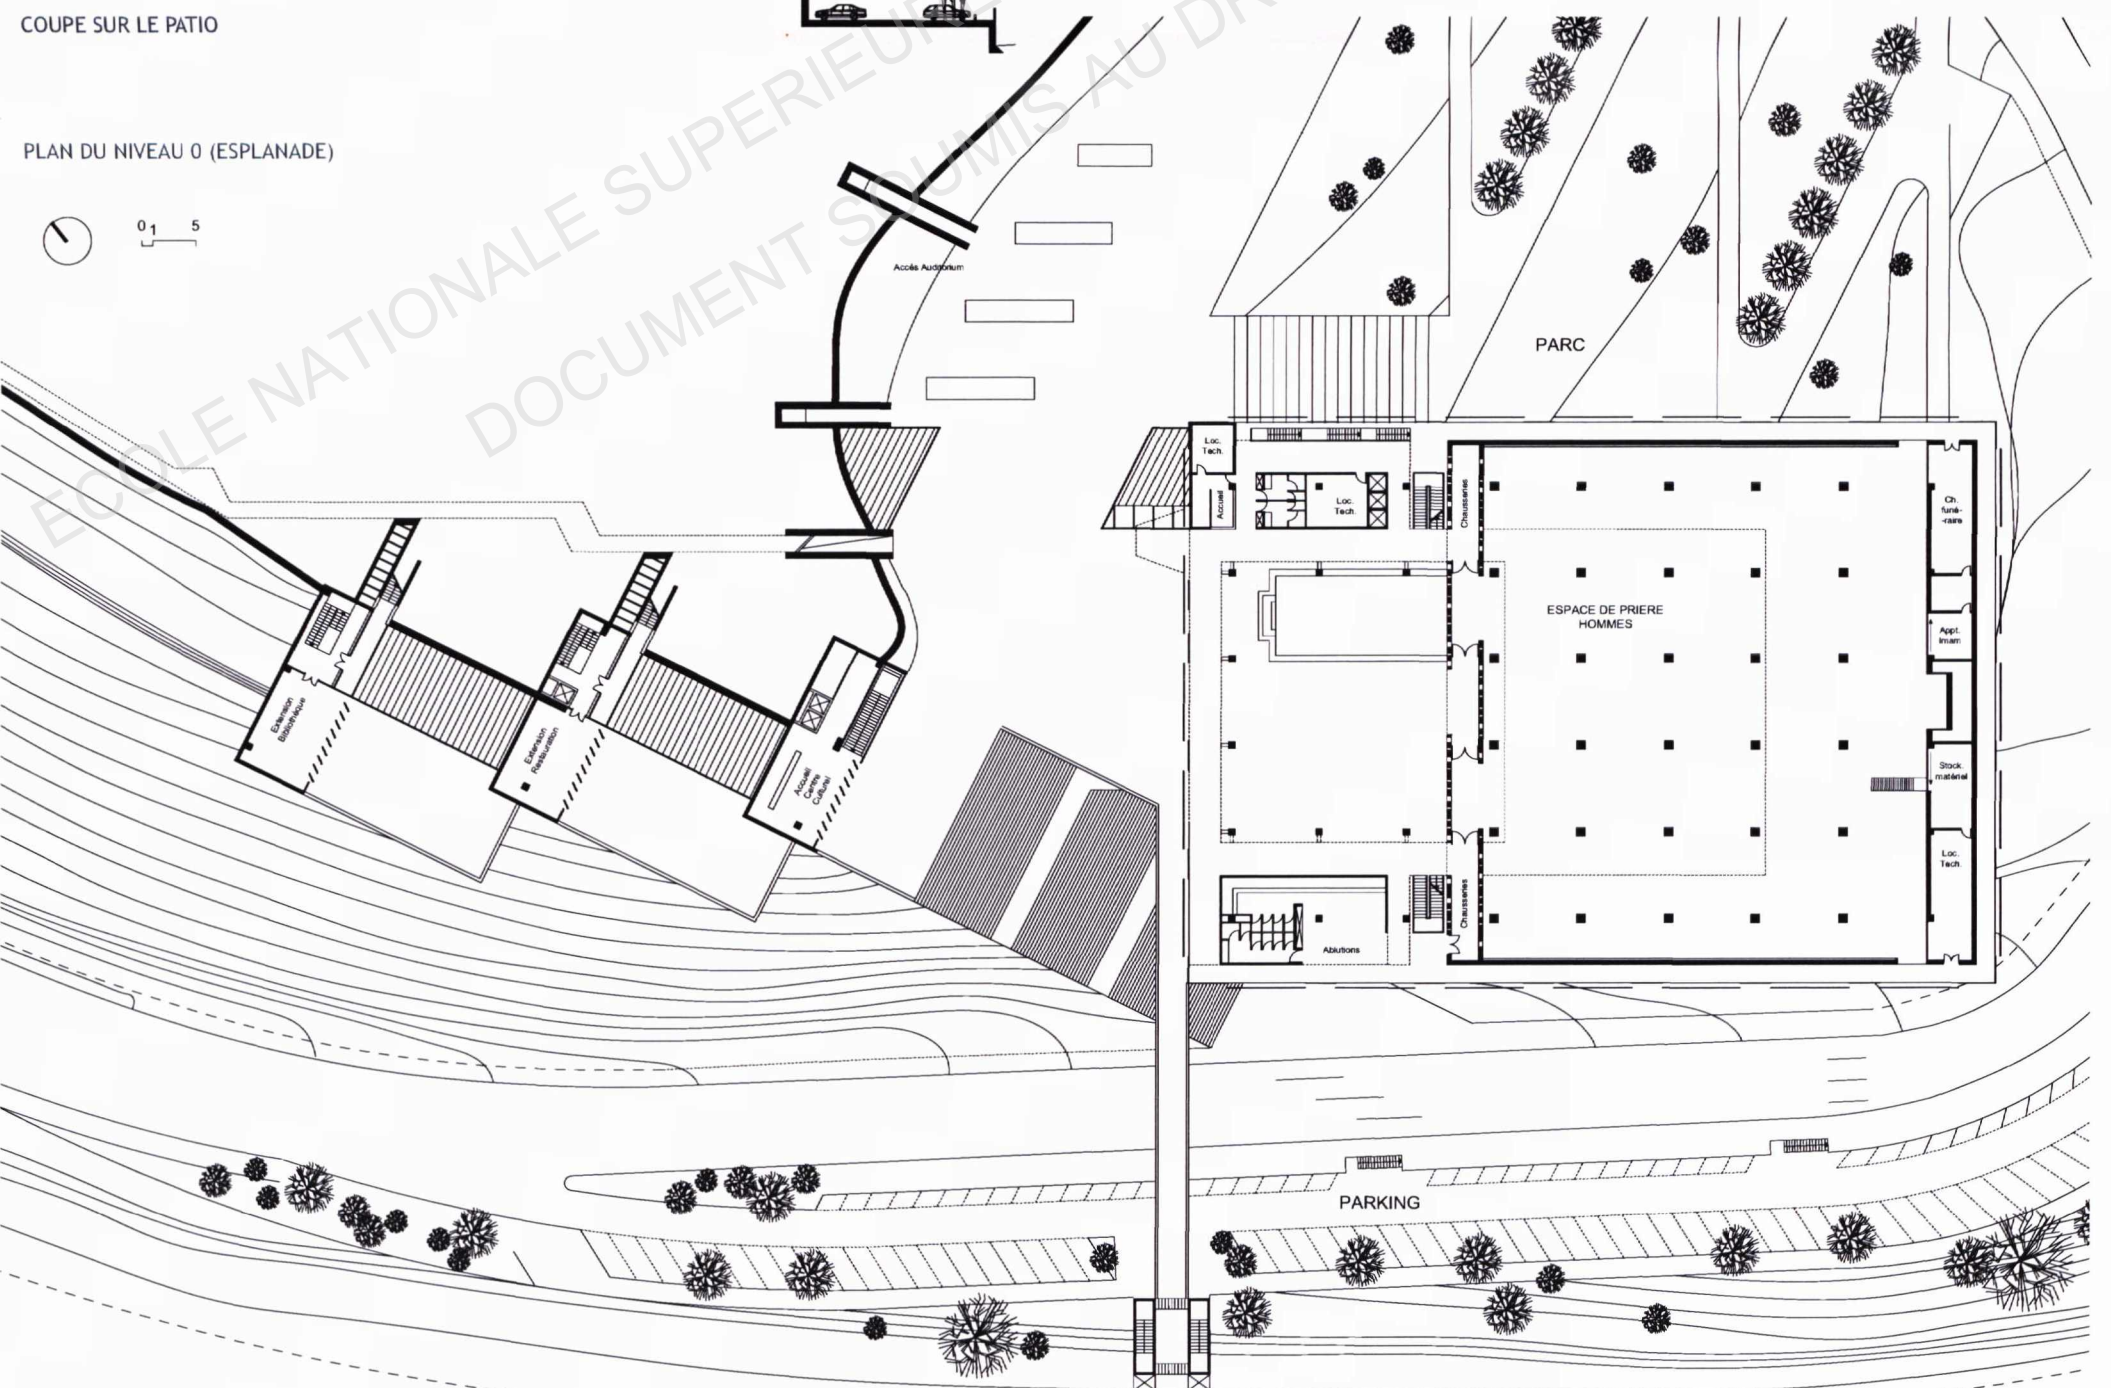 COUPE SUR LE PATIO
PLAN DU NIVEAU 0 (ESPLANADE)
0 1 5
ECOLE NATIONALE SUPERIEURE
DOCUMENT SOUMIS AU DR
Accès Auditorium
PARC
Loc.
Tech.
Accueil
Loc.
Tech.
Chausseries
Ch.
funé-
-raire
ESPACE DE PRIERE
HOMMES
Appt.
Imam
Extension
Bibliothèque
Extension
Restauration
Accueil
Centre
Culturel
Stock.
matériel
Loc.
Tech.
Chausseries
Ablutions
PARKING